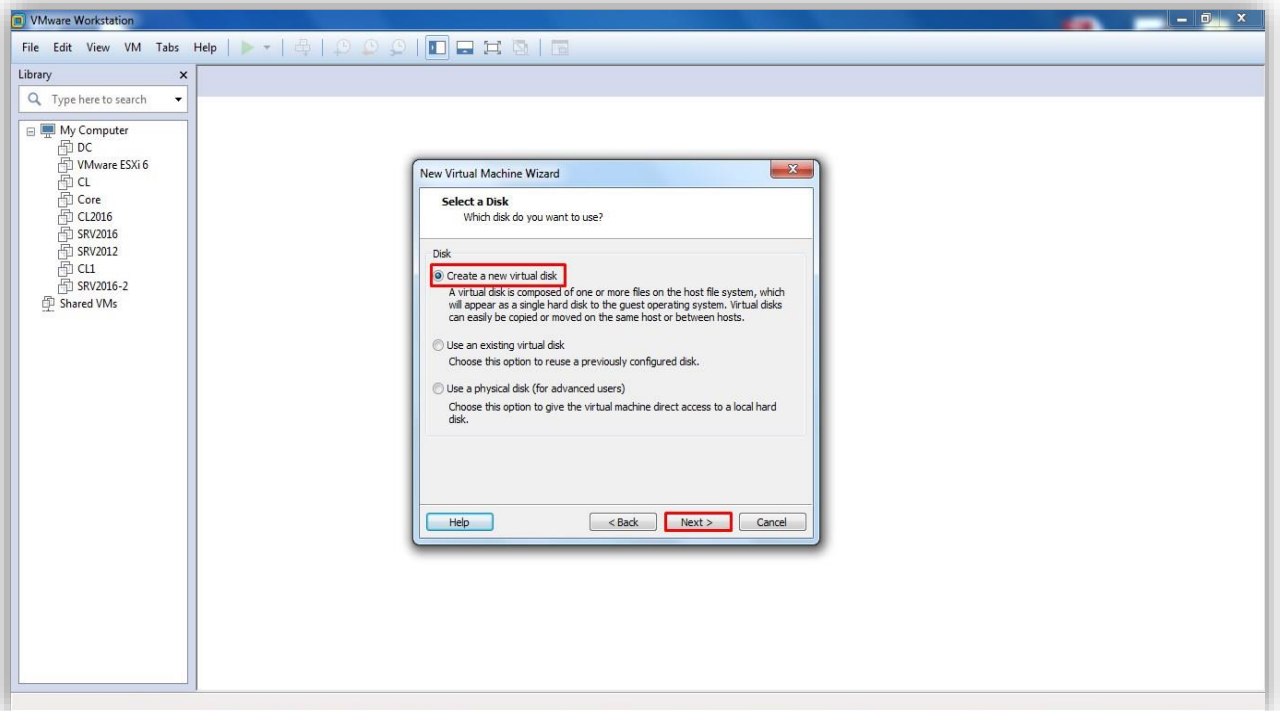 VMware Workstation
File Edit View VM Tabs Help
Library
Type here to search
My Computer
DC
VMware ESXi 6
CL
Core
CL2016
SRV2016
SRV2012
CL1
SRV2016-2
Shared VMs
New Virtual Machine Wizard
Select a Disk
Which disk do you want to use?
Disk
Create a new virtual disk
A virtual disk is composed of one or more files on the host file system, which
will appear as a single hard disk to the guest operating system. Virtual disks
can easily be copied or moved on the same host or between hosts.
Use an existing virtual disk
Choose this option to reuse a previously configured disk.
Use a physical disk (for advanced users)
Choose this option to give the virtual machine direct access to a local hard
disk.
Help < Back Next > Cancel